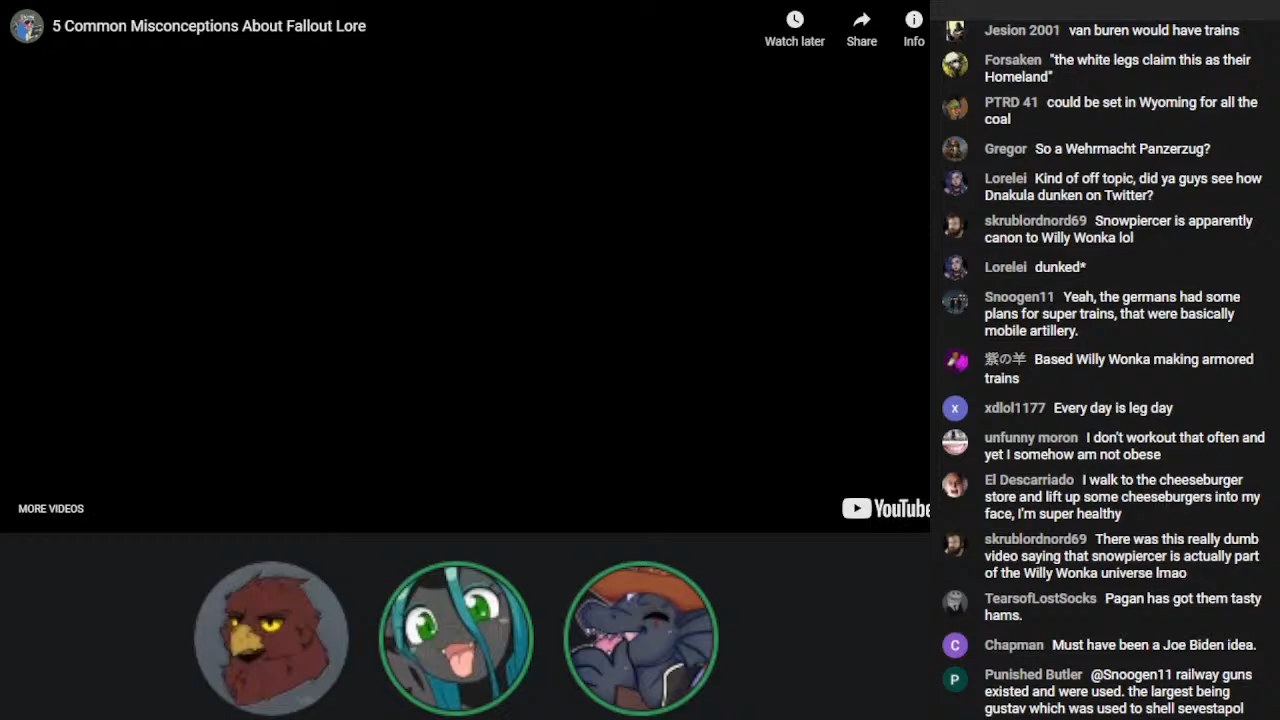 5 Common Misconceptions About Fallout Lore
Watch later
Share
Info
MORE VIDEOS
YouTube
Jesion 2001 van buren would have trains
Forsaken "the white legs claim this as their
Homeland"
PTRD 41 could be set in Wyoming for all the
coal
Gregor So a Wehrmacht Panzerzug?
Lorelei Kind of off topic, did ya guys see how
Dnakula dunken on Twitter?
skrublordnord69 Snowpiercer is apparently
canon to Willy Wonka lol
Lorelei dunked*
Snoogen11 Yeah, the germans had some
plans for super trains, that were basically
mobile artillery.
紫の羊 Based Willy Wonka making armored
trains
x
xdlol1177 Every day is leg day
unfunny moron I don't workout that often and
yet I somehow am not obese
El Descarriado I walk to the cheeseburger
store and lift up some cheeseburgers into my
face, I'm super healthy
skrublordnord69 There was this really dumb
video saying that snowpiercer is actually part
of the Willy Wonka universe lmao
TearsofLostSocks Pagan has got them tasty
hams.
C
Chapman Must have been a Joe Biden idea.
P
Punished Butler @Snoogen11 railway guns
existed and were used. the largest being
gustav which was used to shell sevestapol